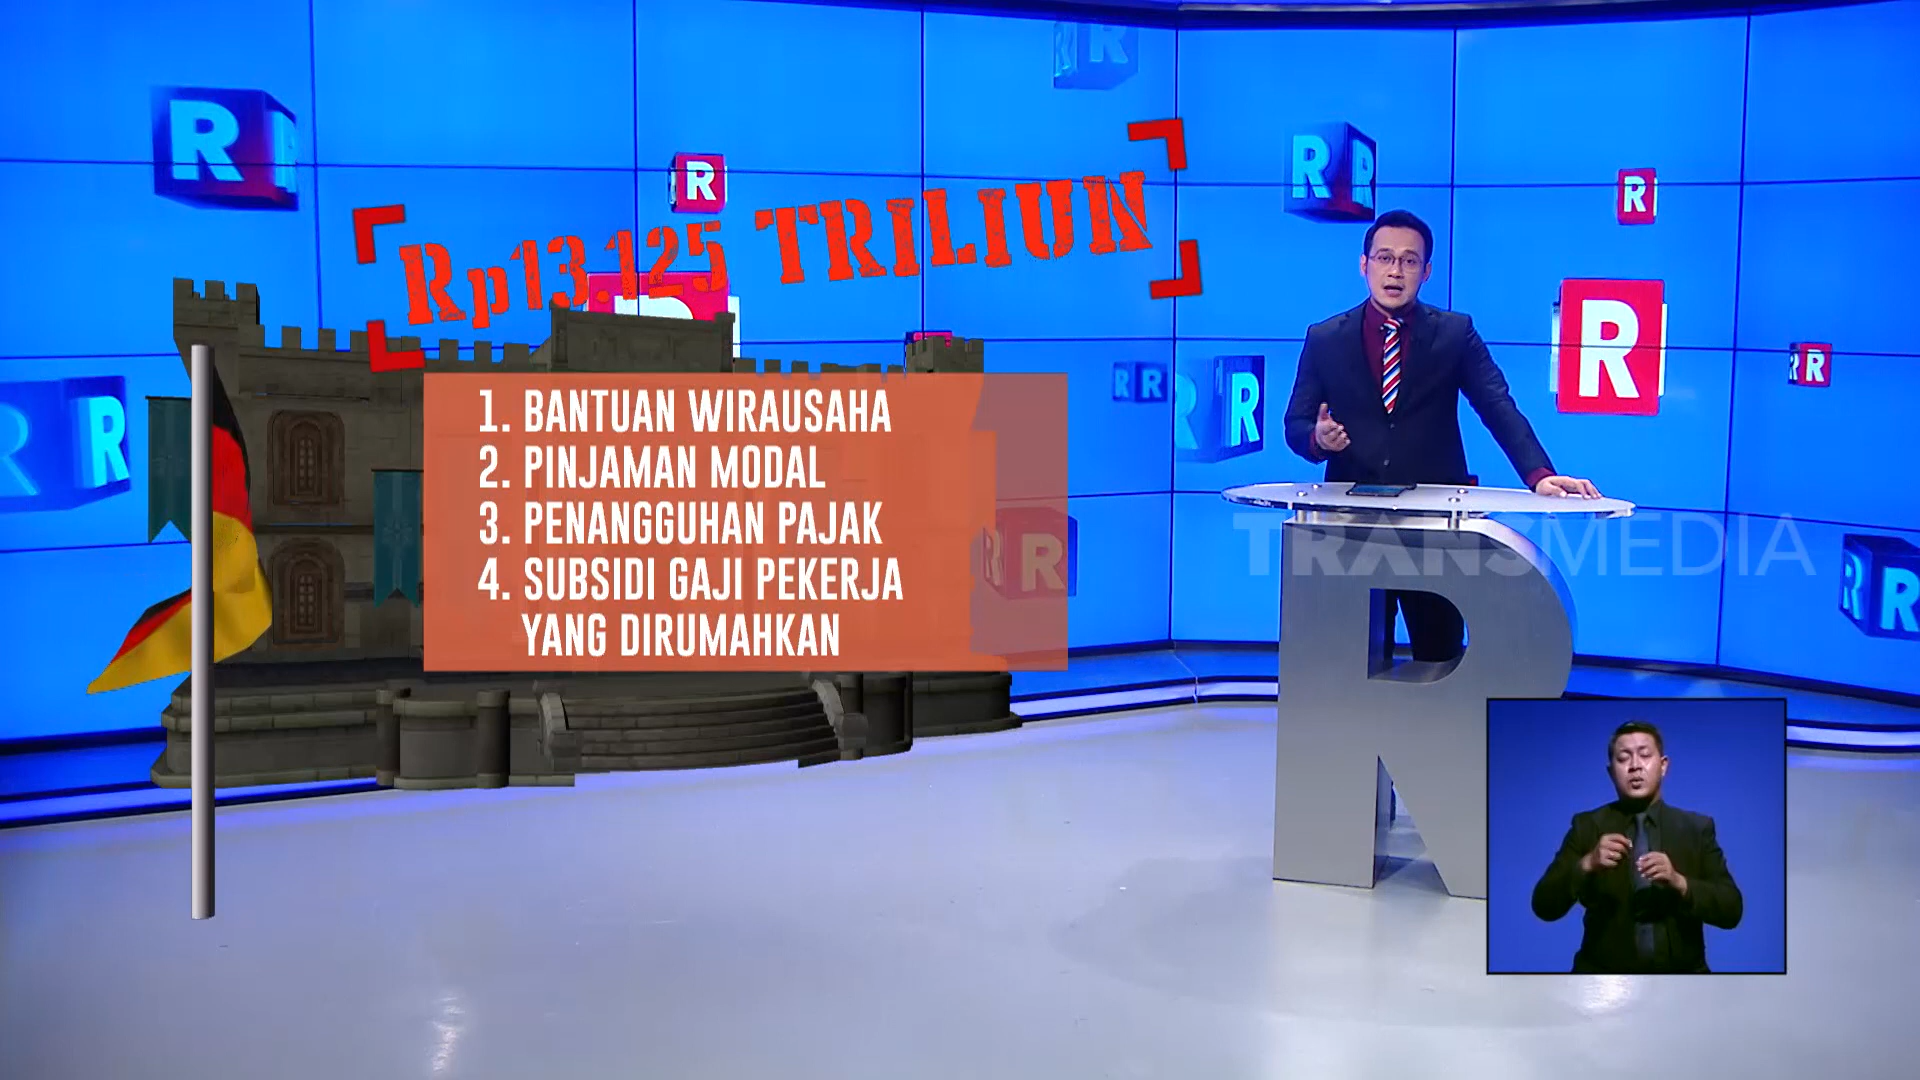 Rp13.125 TRILIUN
1. BANTUAN WIRAUSAHA
2. PINJAMAN MODAL
3. PENANGGUHAN PAJAK
4. SUBSIDI GAJI PEKERJA
YANG DIRUMAHKAN
TRANSMEDIA
R R
R
R R
R
R
R R
R R
R
R R
R
R R
R R
R R
R